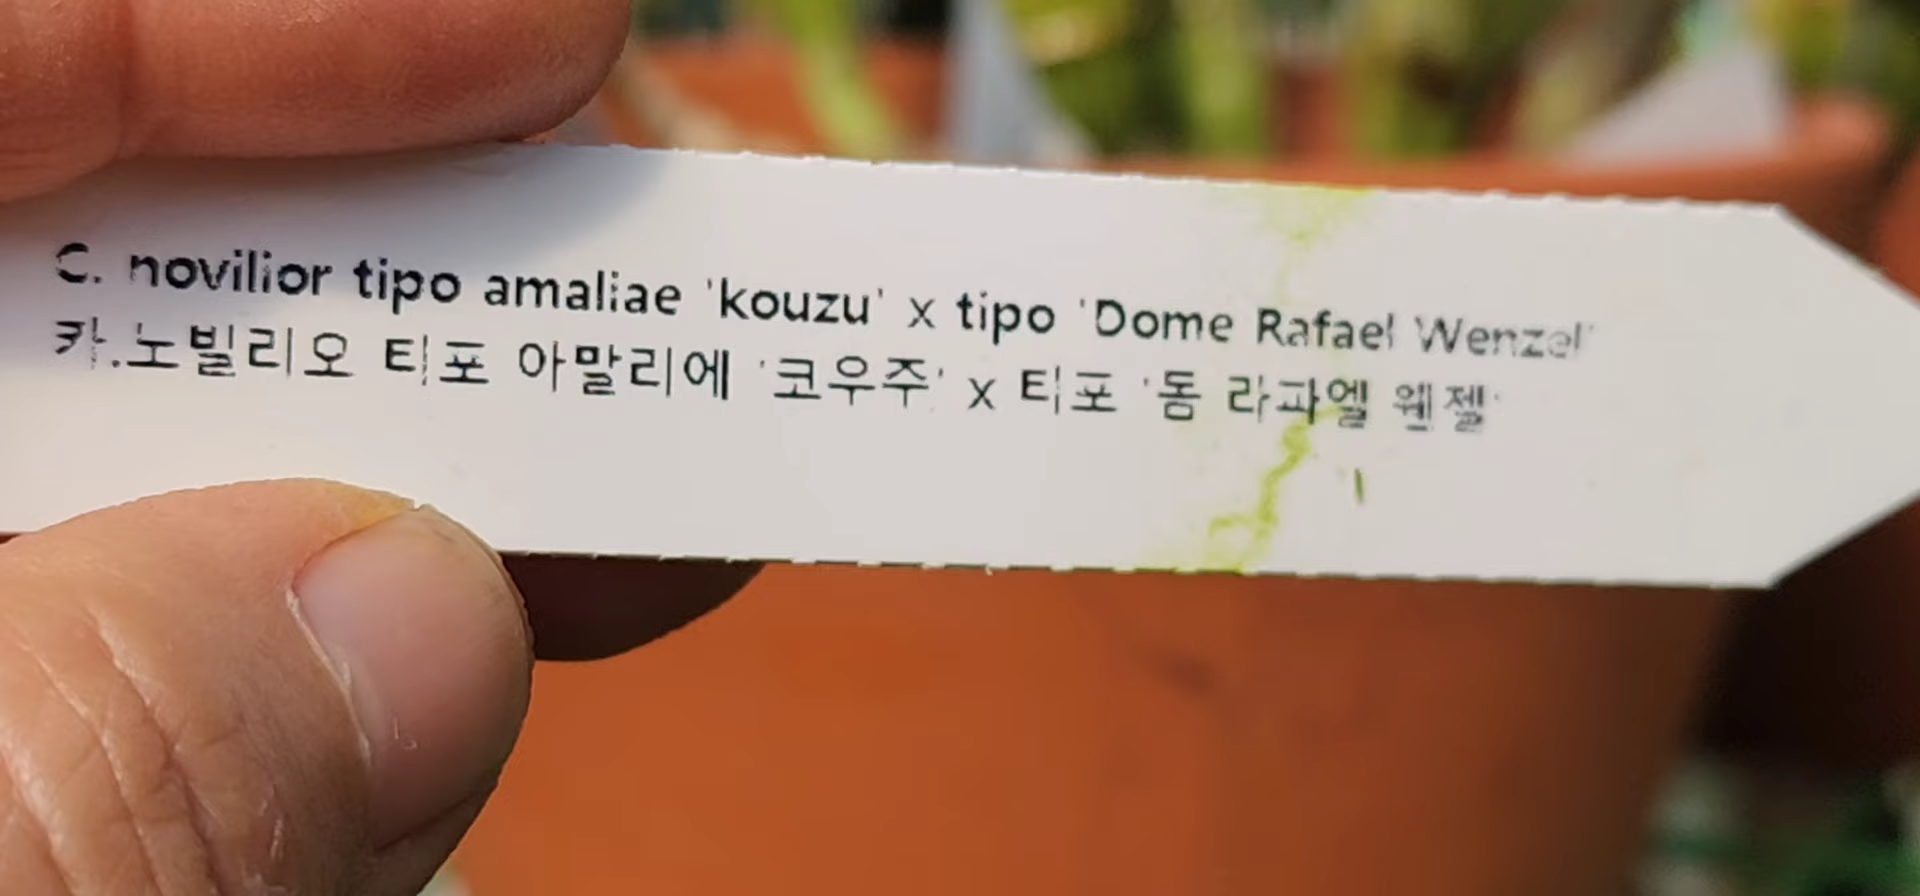 C. novilior tipo amaliae 'kouzu' x tipo 'Dome Rafael Wenzel'
카.노빌리오 티포 아말리에 '코우주' x 티포 '돔 라파엘 웬젤'